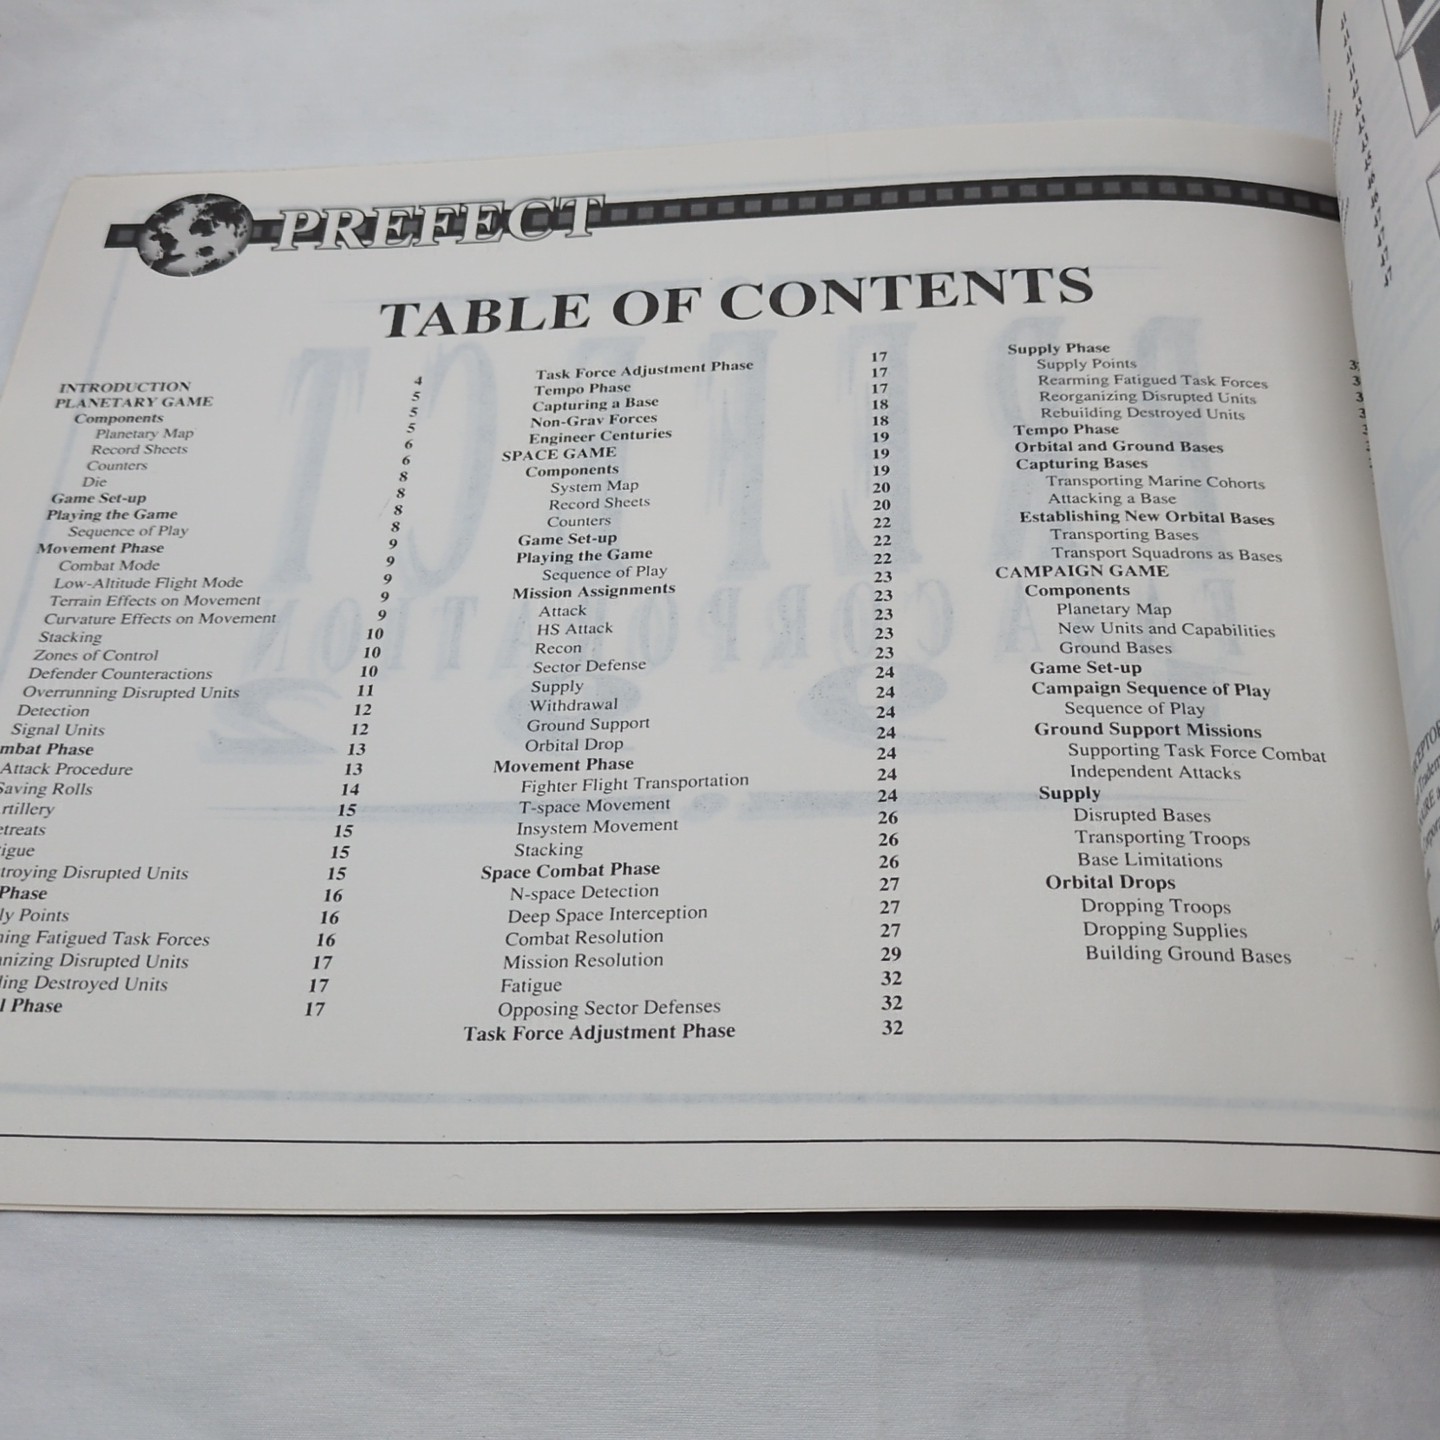 PREFECT
TABLE OF CONTENTS
INTRODUCTION 4
PLANETARY GAME 5
Components 5
Planetary Map 5
Record Sheets 6
Counters 6
Die 8
Game Set-up 8
Playing the Game 8
Sequence of Play 8
Movement Phase 9
Combat Mode 9
Low-Altitude Flight Mode 9
Terrain Effects on Movement 9
Curvature Effects on Movement 9
Stacking 10
Zones of Control 10
Defender Counteractions 10
Overrunning Disrupted Units 11
Detection 12
Signal Units 12
Phase 13
Attack Procedure 13
Rolls 14
15
15
15
Disrupted Units 15
Phase 16
Points 16
Fatigued Task Forces 16
Disrupted Units 17
Destroyed Units 17
Phase 17
Task Force Adjustment Phase 17
Tempo Phase 17
Capturing a Base 17
Non-Grav Forces 18
Engineer Centuries 18
SPACE GAME 19
Components 19
System Map 19
Record Sheets 20
Counters 20
Game Set-up 22
Playing the Game 22
Sequence of Play 22
Mission Assignments 23
Attack 23
HS Attack 23
Recon 23
Sector Defense 23
Supply 24
Withdrawal 24
Ground Support 24
Orbital Drop 24
Movement Phase 24
Fighter Flight Transportation 24
T-space Movement 24
Insystem Movement 26
Stacking 26
Space Combat Phase 26
N-space Detection 27
Deep Space Interception 27
Combat Resolution 27
Mission Resolution 29
Fatigue 32
Opposing Sector Defenses 32
Task Force Adjustment Phase 32
Supply Phase
Supply Points
Rearming Fatigued Task Forces
Reorganizing Disrupted Units
Rebuilding Destroyed Units
Tempo Phase
Orbital and Ground Bases
Capturing Bases
Transporting Marine Cohorts
Attacking a Base
Establishing New Orbital Bases
Transporting Bases
Transport Squadrons as Bases
CAMPAIGN GAME
Components
Planetary Map
New Units and Capabilities
Ground Bases
Game Set-up
Campaign Sequence of Play
Sequence of Play
Ground Support Missions
Supporting Task Force Combat
Independent Attacks
Supply
Disrupted Bases
Transporting Troops
Base Limitations
Orbital Drops
Dropping Troops
Dropping Supplies
Building Ground Bases